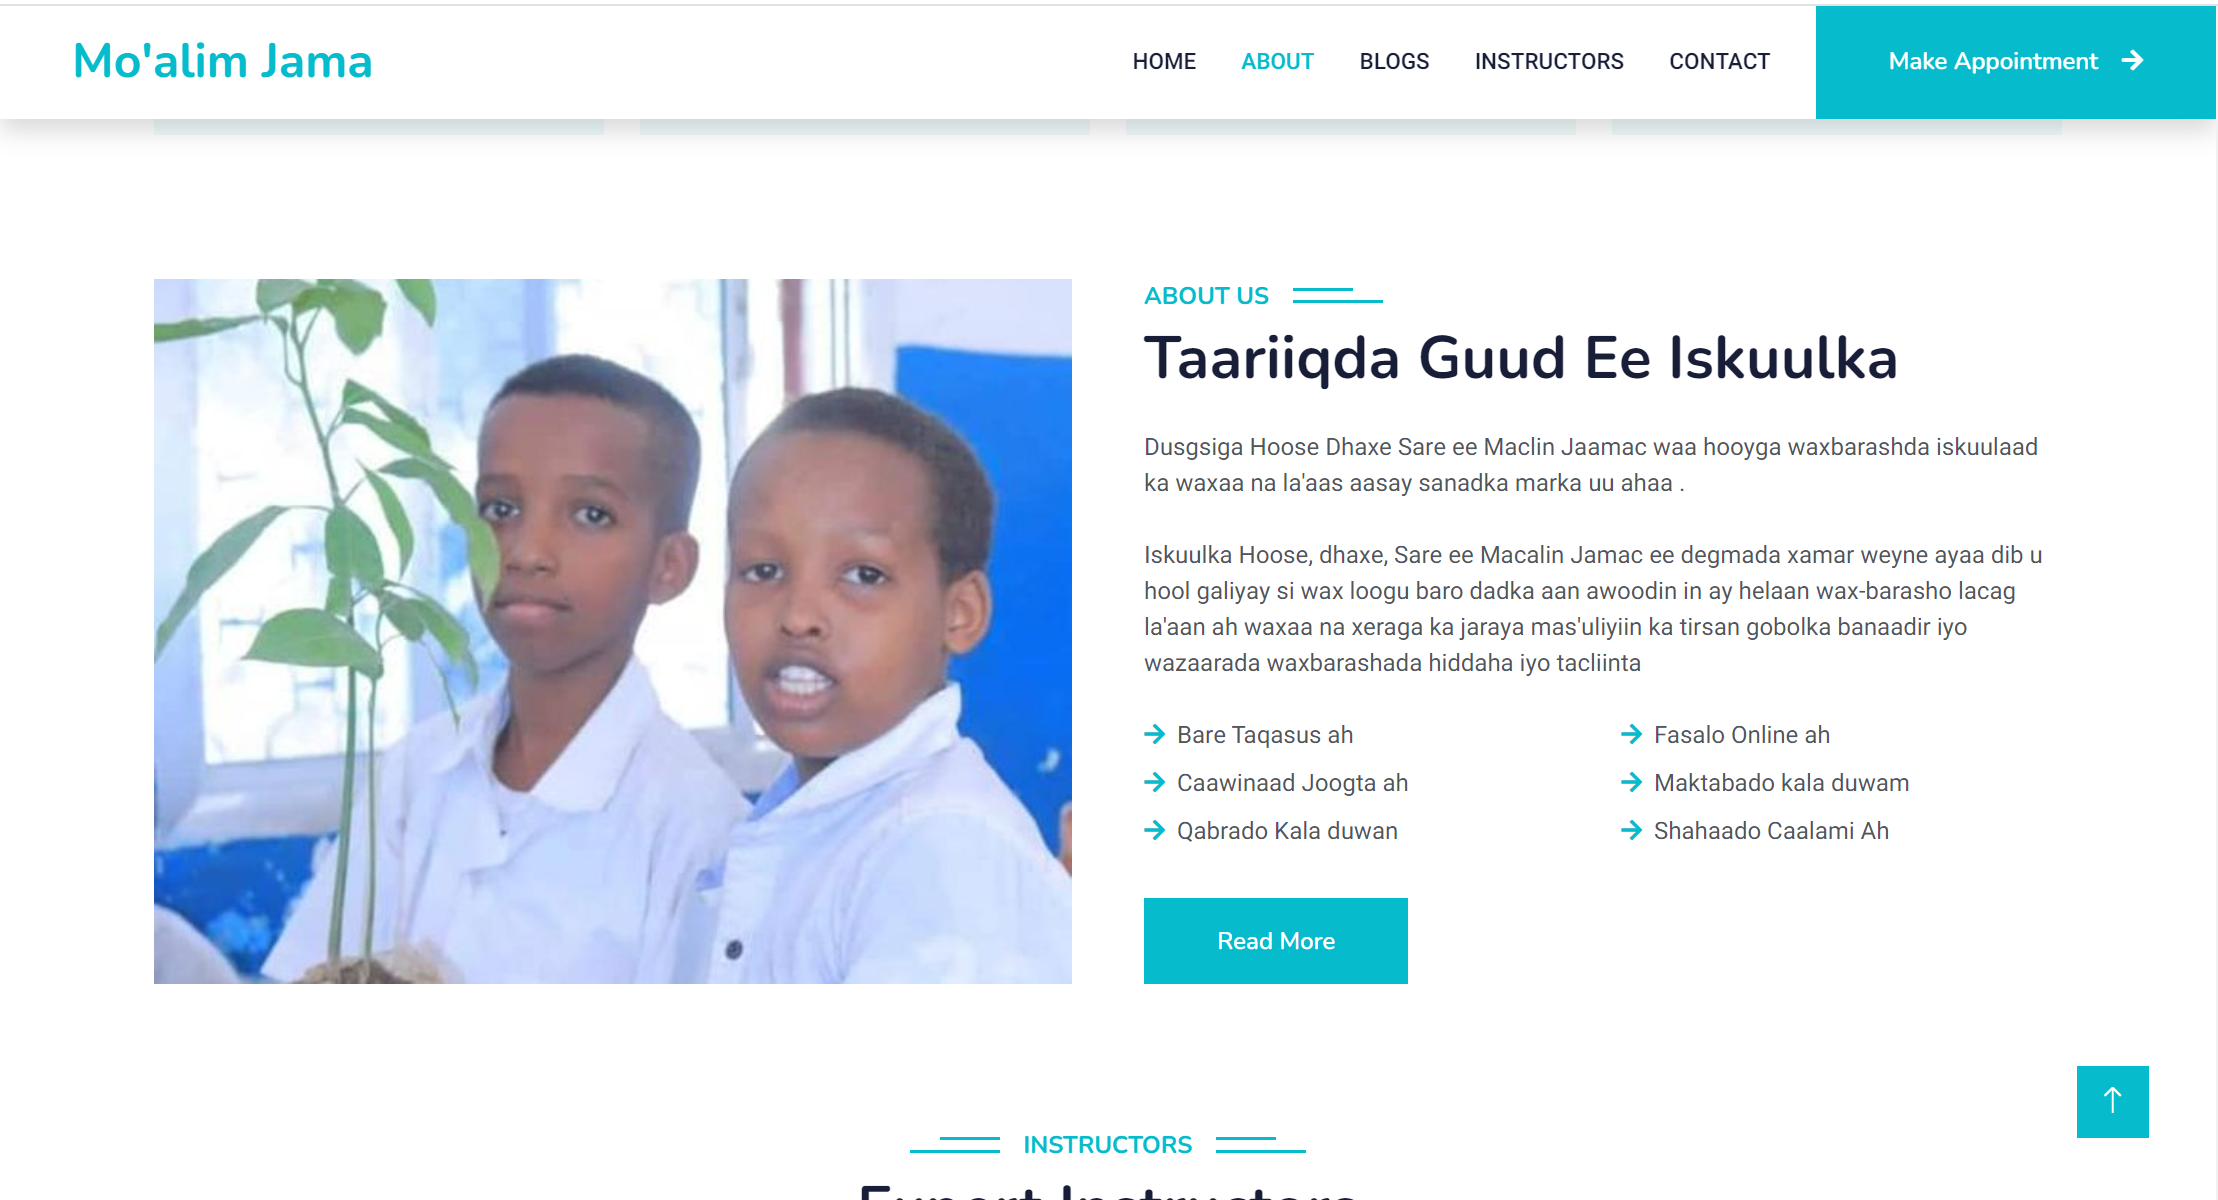 Mo'alim Jama
HOME
ABOUT
BLOGS
INSTRUCTORS
CONTACT
Make Appointment
ABOUT US
Taariiqda Guud Ee Iskuulka
Dusgsiga Hoose Dhaxe Sare ee Maclin Jaamac waa hooyga waxbarashda iskuulaad
ka waxaa na la'aas aasay sanadka marka uu ahaa .
Iskuulka Hoose, dhaxe, Sare ee Macalin Jamac ee degmada xamar weyne ayaa dib u
hool galiyay si wax loogu baro dadka aan awoodin in ay helaan wax-barasho lacag
la'aan ah waxaa na xeraga ka jaraya mas'uliyiin ka tirsan gobolka banaadir iyo
wazaarada waxbarashada hiddaha iyo tacliinta
Bare Taqasus ah
Fasalo Online ah
Caawinaad Joogta ah
Maktabado kala duwam
Qabrado Kala duwan
Shahaado Caalami Ah
Read More
INSTRUCTORS
Expert Instructors